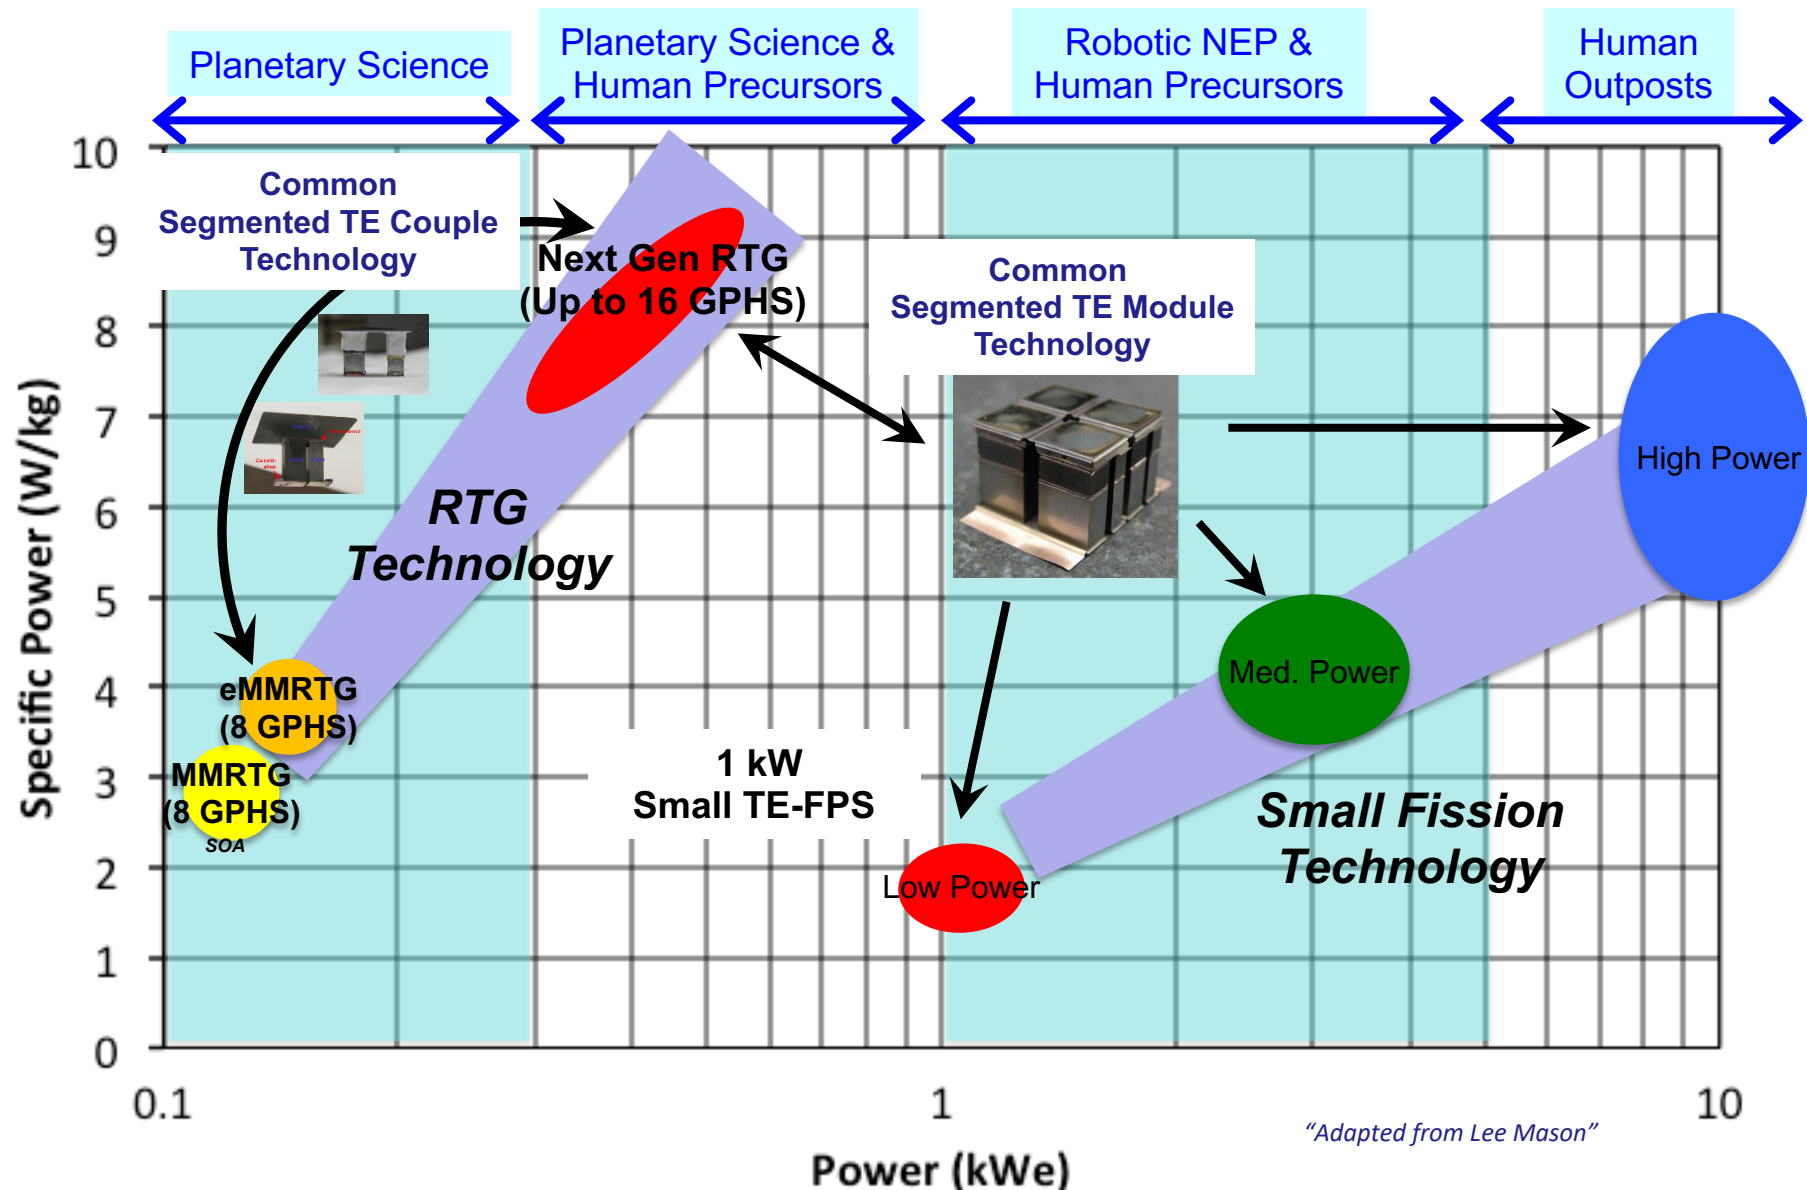 Planetary Science
Planetary Science &
Human Precursors
Robotic NEP &
Human Precursors
Human
Outposts
Specific Power (W/kg)
10
9
8
7
6
5
4
3
2
1
0
Common
Segmented TE Couple
Technology
Next Gen RTG
(Up to 16 GPHS)
Common
Segmented TE Module
Technology
High Power
RTG
Technology
eMMRTG
(8 GPHS)
Med. Power
MMRTG
(8 GPHS)
SOA
1 kW
Small TE-FPS
Small Fission
Technology
Low Power
0.1
1
10
“Adapted from Lee Mason”
Power (kWe)